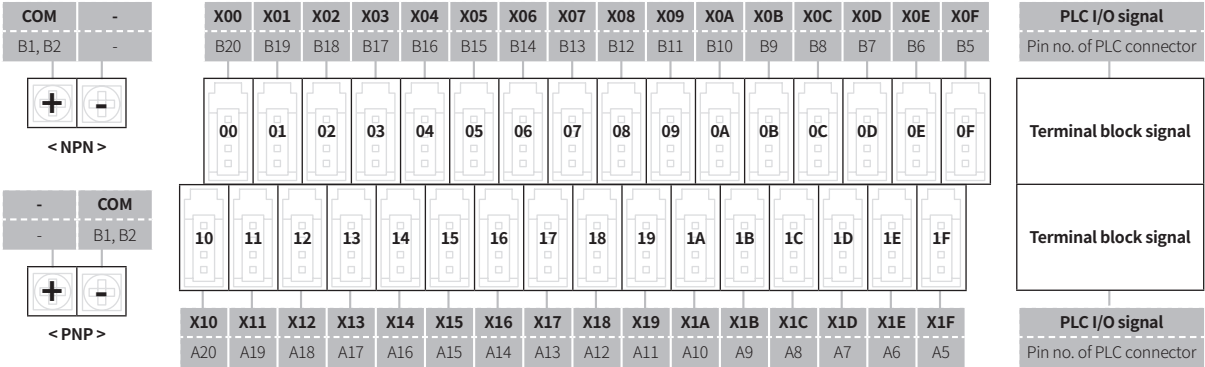 COM -
B1, B2 -
+ -
< NPN >
X00 X01 X02 X03 X04 X05 X06 X07 X08 X09 X0A X0B X0C X0D X0E X0F
B20 B19 B18 B17 B16 B15 B14 B13 B12 B11 B10 B9 B8 B7 B6 B5
00 01 02 03 04 05 06 07 08 09 0A 0B 0C 0D 0E 0F
PLC I/O signal
Pin no. of PLC connector
Terminal block signal
- COM
- B1, B2
+ -
< PNP >
10 11 12 13 14 15 16 17 18 19 1A 1B 1C 1D 1E 1F
X10 X11 X12 X13 X14 X15 X16 X17 X18 X19 X1A X1B X1C X1D X1E X1F
A20 A19 A18 A17 A16 A15 A14 A13 A12 A11 A10 A9 A8 A7 A6 A5
Terminal block signal
PLC I/O signal
Pin no. of PLC connector